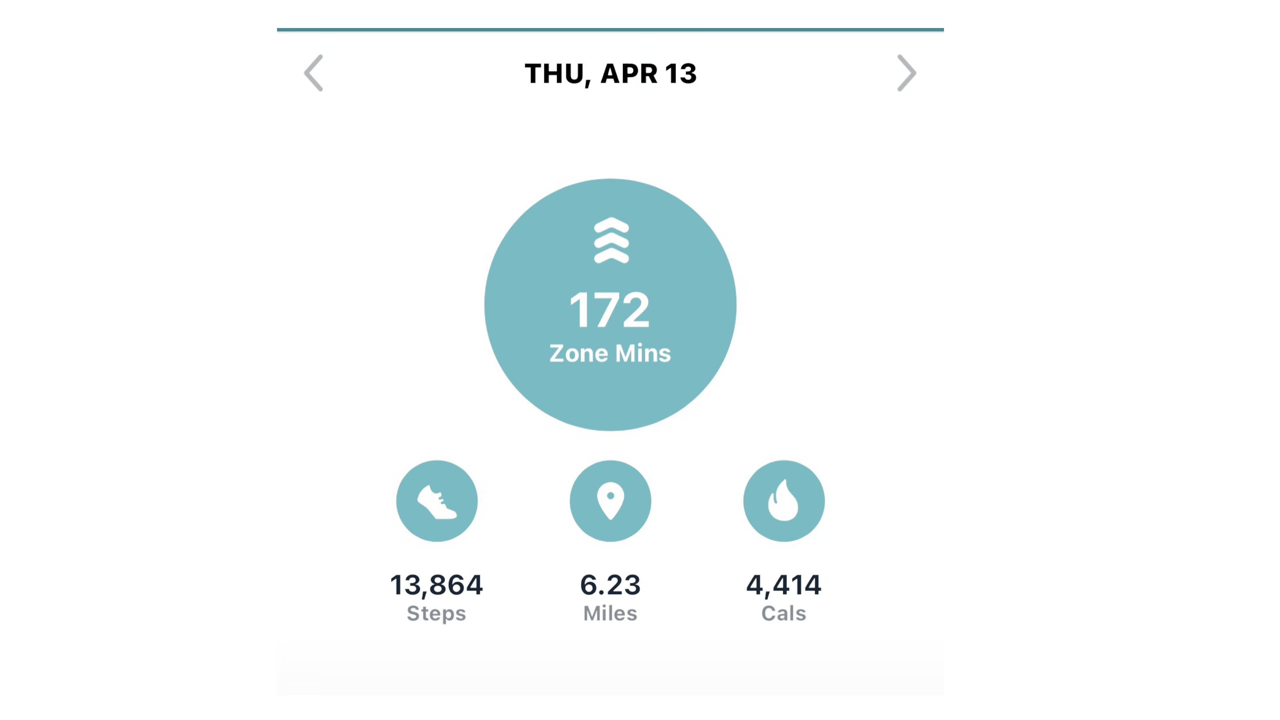 THU, APR 13
172
Zone Mins
13,864
Steps
6.23
Miles
4,414
Cals